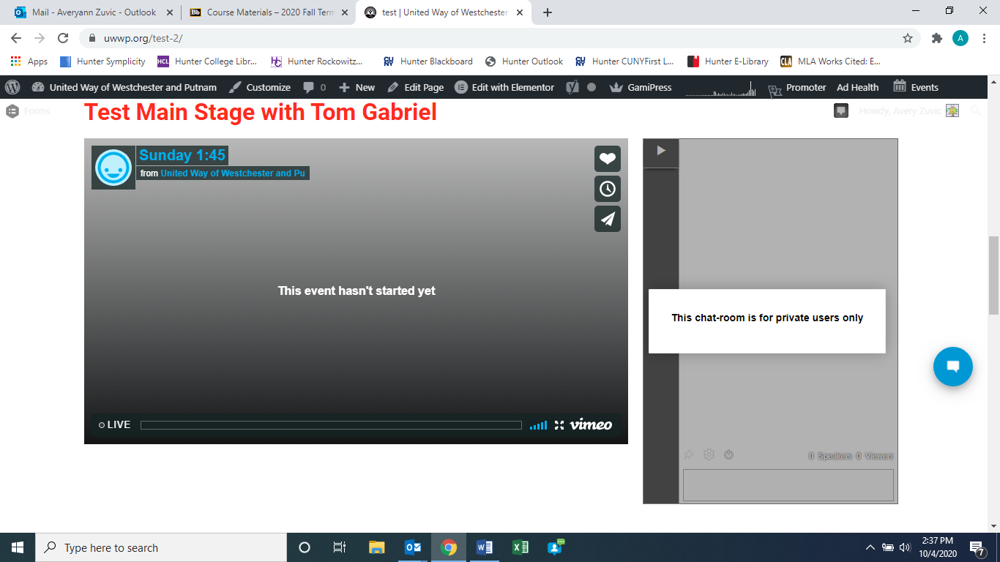 Mail - Averyann Zuvic - Outlook
Course Materials – 2020 Fall Term
test | United Way of Westchester
uwwp.org/test-2/
A
Apps
Hunter Symplicity
HCL Hunter College Libr...
Hunter Rockowitz...
Hunter Blackboard
Hunter Outlook
Hunter CUNYFirst L...
Hunter E-Library
CLA MLA Works Cited: E...
United Way of Westchester and Putnam
Customize
0
New
Edit Page
Edit with Elementor
GamiPress
Promoter
Ad Health
Events
Forms
Howdy, Avery Zuvic
Test Main Stage with Tom Gabriel
Sunday 1:45
from United Way of Westchester and Pu
This event hasn't started yet
LIVE
vimeo
This chat-room is for private users only
0 Speakers 0 Viewers
Type here to search
2:37 PM
10/4/2020
7